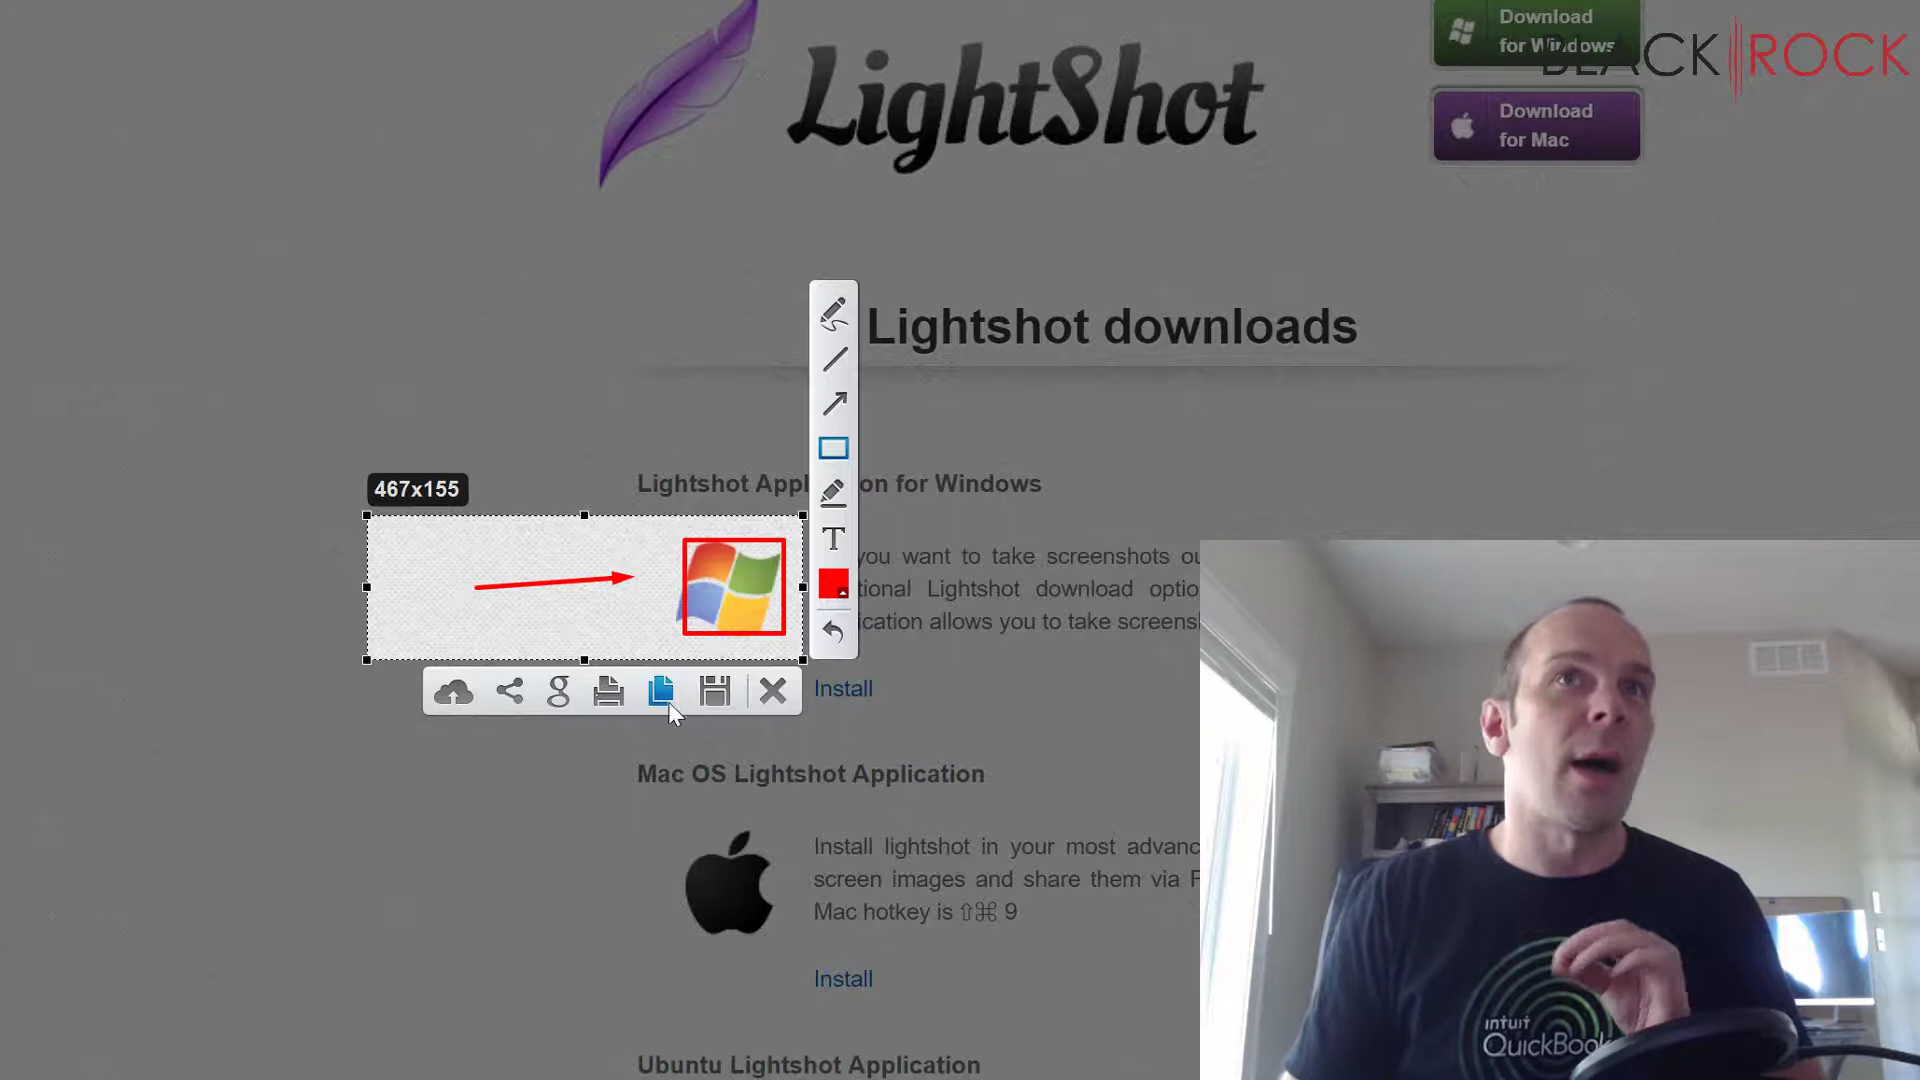 LightShot
Download
for Windows
BLACK ROCK
Download
for Mac
Lightshot downloads
Lightshot Appl
on for Windows
467x155
you want to take screenshots ou
tional Lightshot download optio
ication allows you to take screensh
T
Install
Mac OS Lightshot Application
Install lightshot in your most advanc
screen images and share them via F
Mac hotkey is ⇧⌘ 9
Install
Ubuntu Lightshot Application
INTUIT
QuickBook